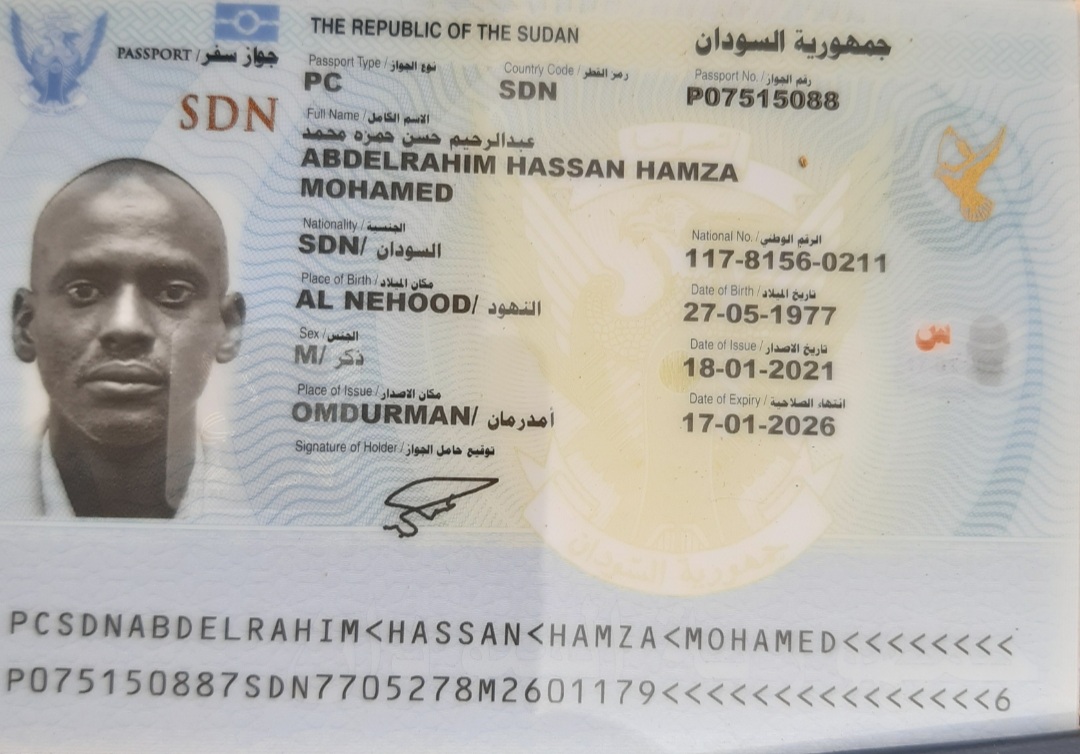 THE REPUBLIC OF THE SUDAN
جمهورية السودان
PASSPORT / جواز سفر
Passport Type / نوع الجواز
PC
Country Code / رمز القطر
SDN
Passport No. / رقم الجواز
P07515088
SDN
Full Name / الاسم الكامل
عبدالرحيم حسن حمزه محمد
ABDELRAHIM HASSAN HAMZA
MOHAMED
Nationality / الجنسية
SDN/ السودان
National No. / الرقم الوطني
117-8156-0211
Place of Birth / مكان الميلاد
AL NEHOOD/ النهود
Date of Birth / تاريخ الميلاد
27-05-1977
Sex / الجنس
M/ ذكر
Date of Issue / تاريخ الاصدار
18-01-2021
Place of Issue / مكان الاصدار
OMDURMAN/ أمدرمان
Date of Expiry / انتهاء الصلاحية
17-01-2026
Signature of Holder / توقيع حامل الجواز
جمهورية السودان
PCSDNABDELRAHIM<HASSAN<HAMZA<MOHAMED<<<<<<<<
P075150887SDN7705278M2601179<<<<<<<<<<<<<<<6